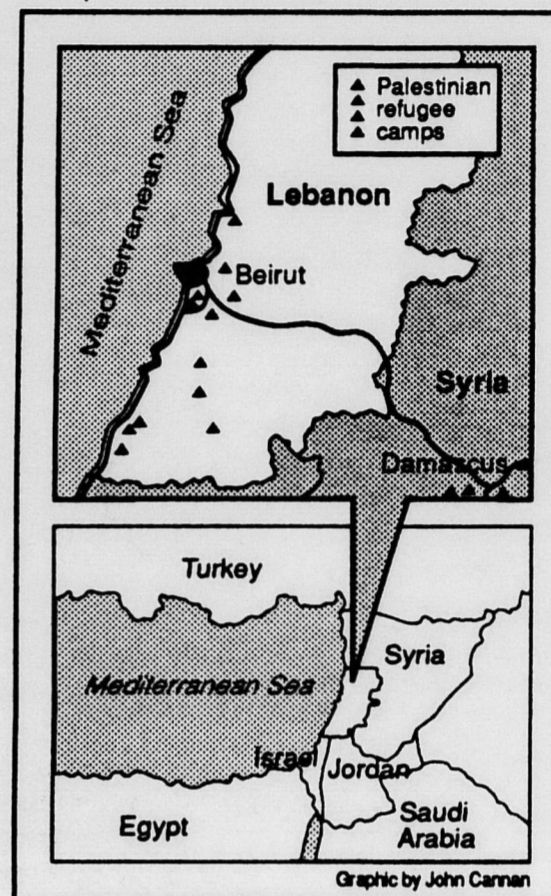 Palestinian
refugee
camps
Mediterranean Sea
Lebanon
Beirut
Syria
Damascus
Turkey
Mediterranean Sea
Syria
Israel
Jordan
Egypt
Saudi
Arabia
Graphic by John Cannan